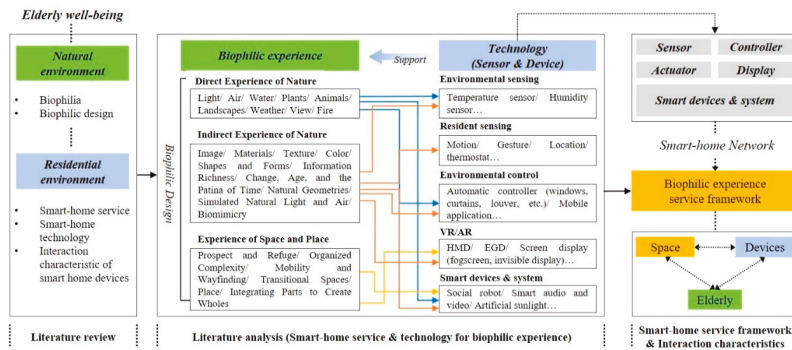 Elderly well-being
Natural
environment
• Biophilia
• Biophilic design
Residential
environment
• Smart-home service
• Smart-home
technology
• Interaction
characteristic of
smart home devices
Literature review
Biophilic experience
Support
Technology
(Sensor & Device)
Biophilic Design
Direct Experience of Nature
Light/ Air/ Water/ Plants/ Animals/
Landscapes/ Weather/ View/ Fire
Indirect Experience of Nature
Image/ Materials/ Texture/ Color/
Shapes and Forms/ Information
Richness/ Change, Age, and the
Patina of Time/ Natural Geometries/
Simulated Natural Light and Air/
Biomimicry
Experience of Space and Place
Prospect and Refuge/ Organized
Complexity/ Mobility and
Wayfinding/ Transitional Spaces/
Place/ Integrating Parts to Create
Wholes
Environmental sensing
Temperature sensor/ Humidity
sensor…
Resident sensing
Motion/ Gesture/ Location/
thermostat…
Environmental control
Automatic controller (windows,
curtains, louver, etc.)/ Mobile
application…
VR/AR
HMD/ EGD/ Screen display
(fogscreen, invisible display)…
Smart devices & system
Social robot/ Smart audio and
video/ Artificial sunlight…
Literature analysis (Smart-home service & technology for biophilic experience)
Sensor
Controller
Actuator
Display
Smart devices & system
Smart-home Network
Biophilic experience
service framework
Space
Devices
Elderly
Smart-home service framework
& Interaction characteristics